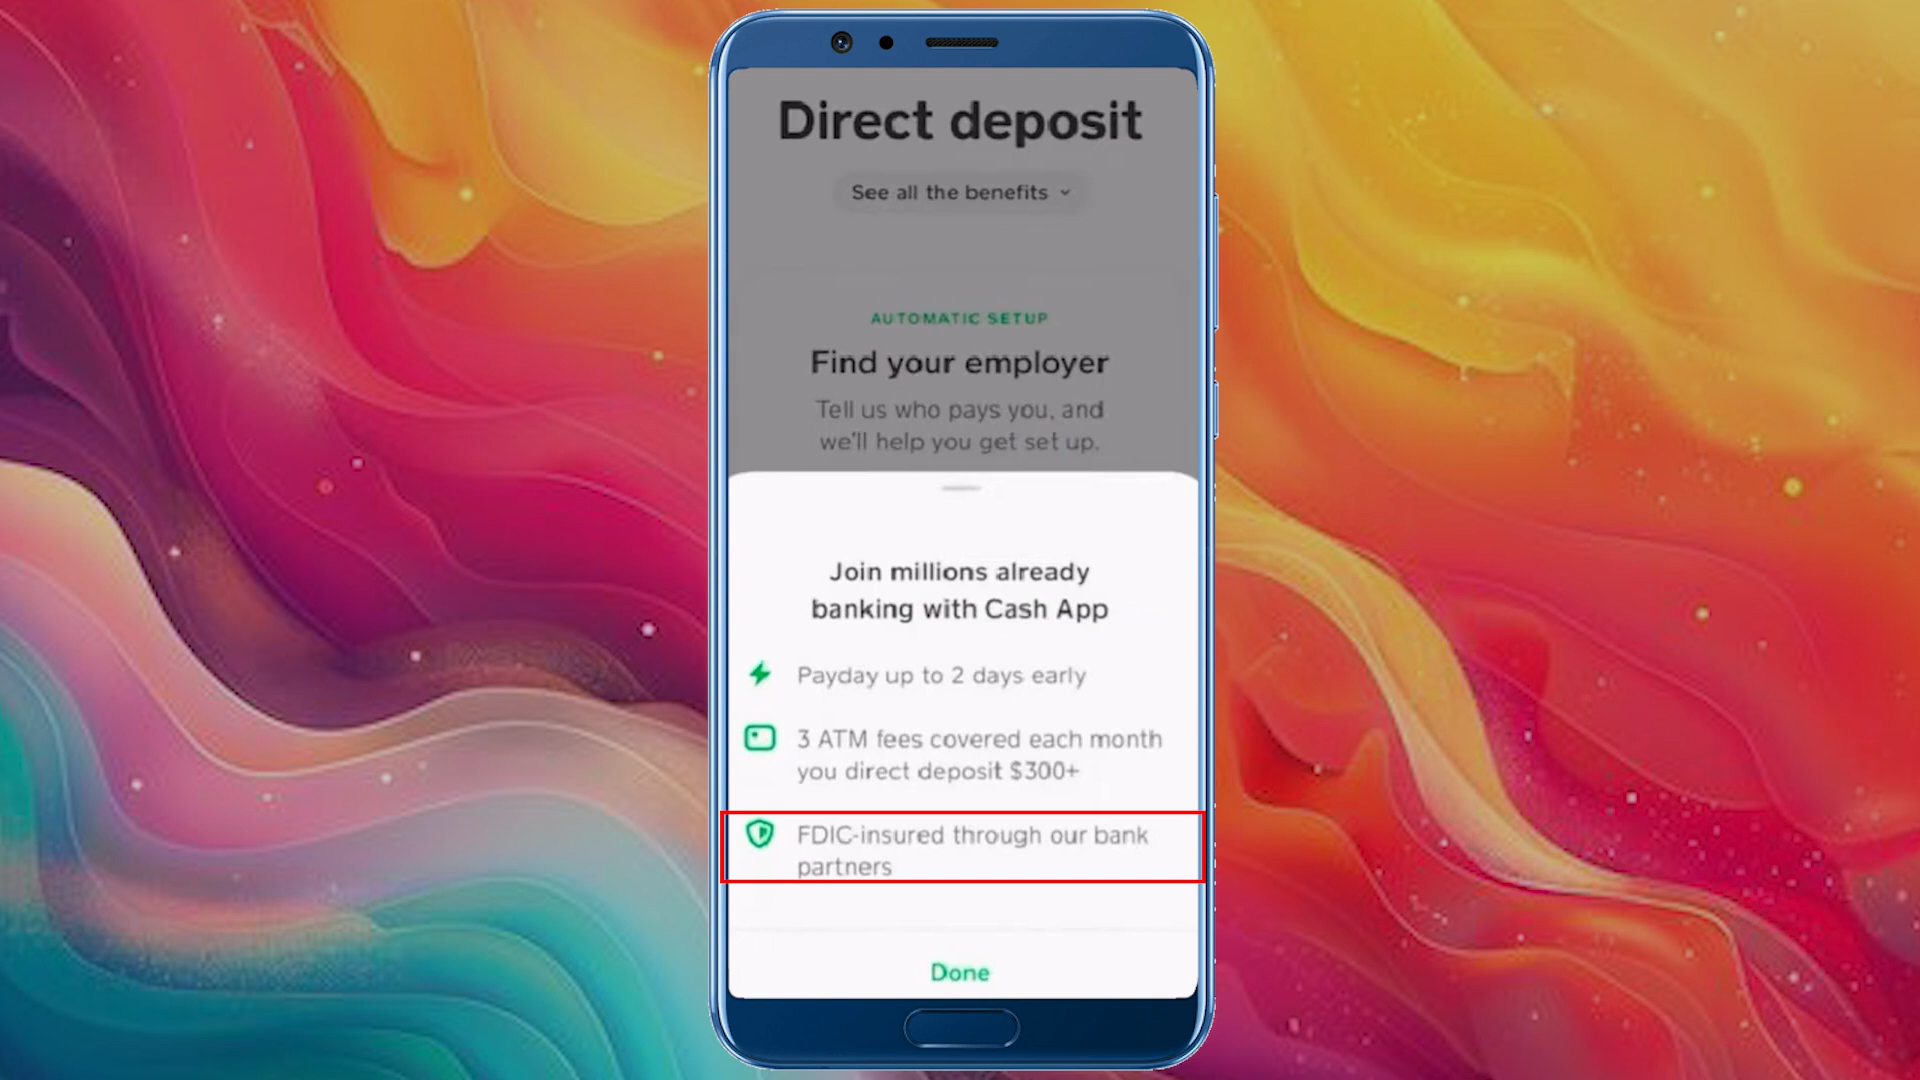 Direct deposit
See all the benefits
AUTOMATIC SETUP
Find your employer
Tell us who pays you, and
we'll help you get set up.
Join millions already
banking with Cash App
Payday up to 2 days early
3 ATM fees covered each month
you direct deposit $300+
FDIC-insured through our bank
partners
Done